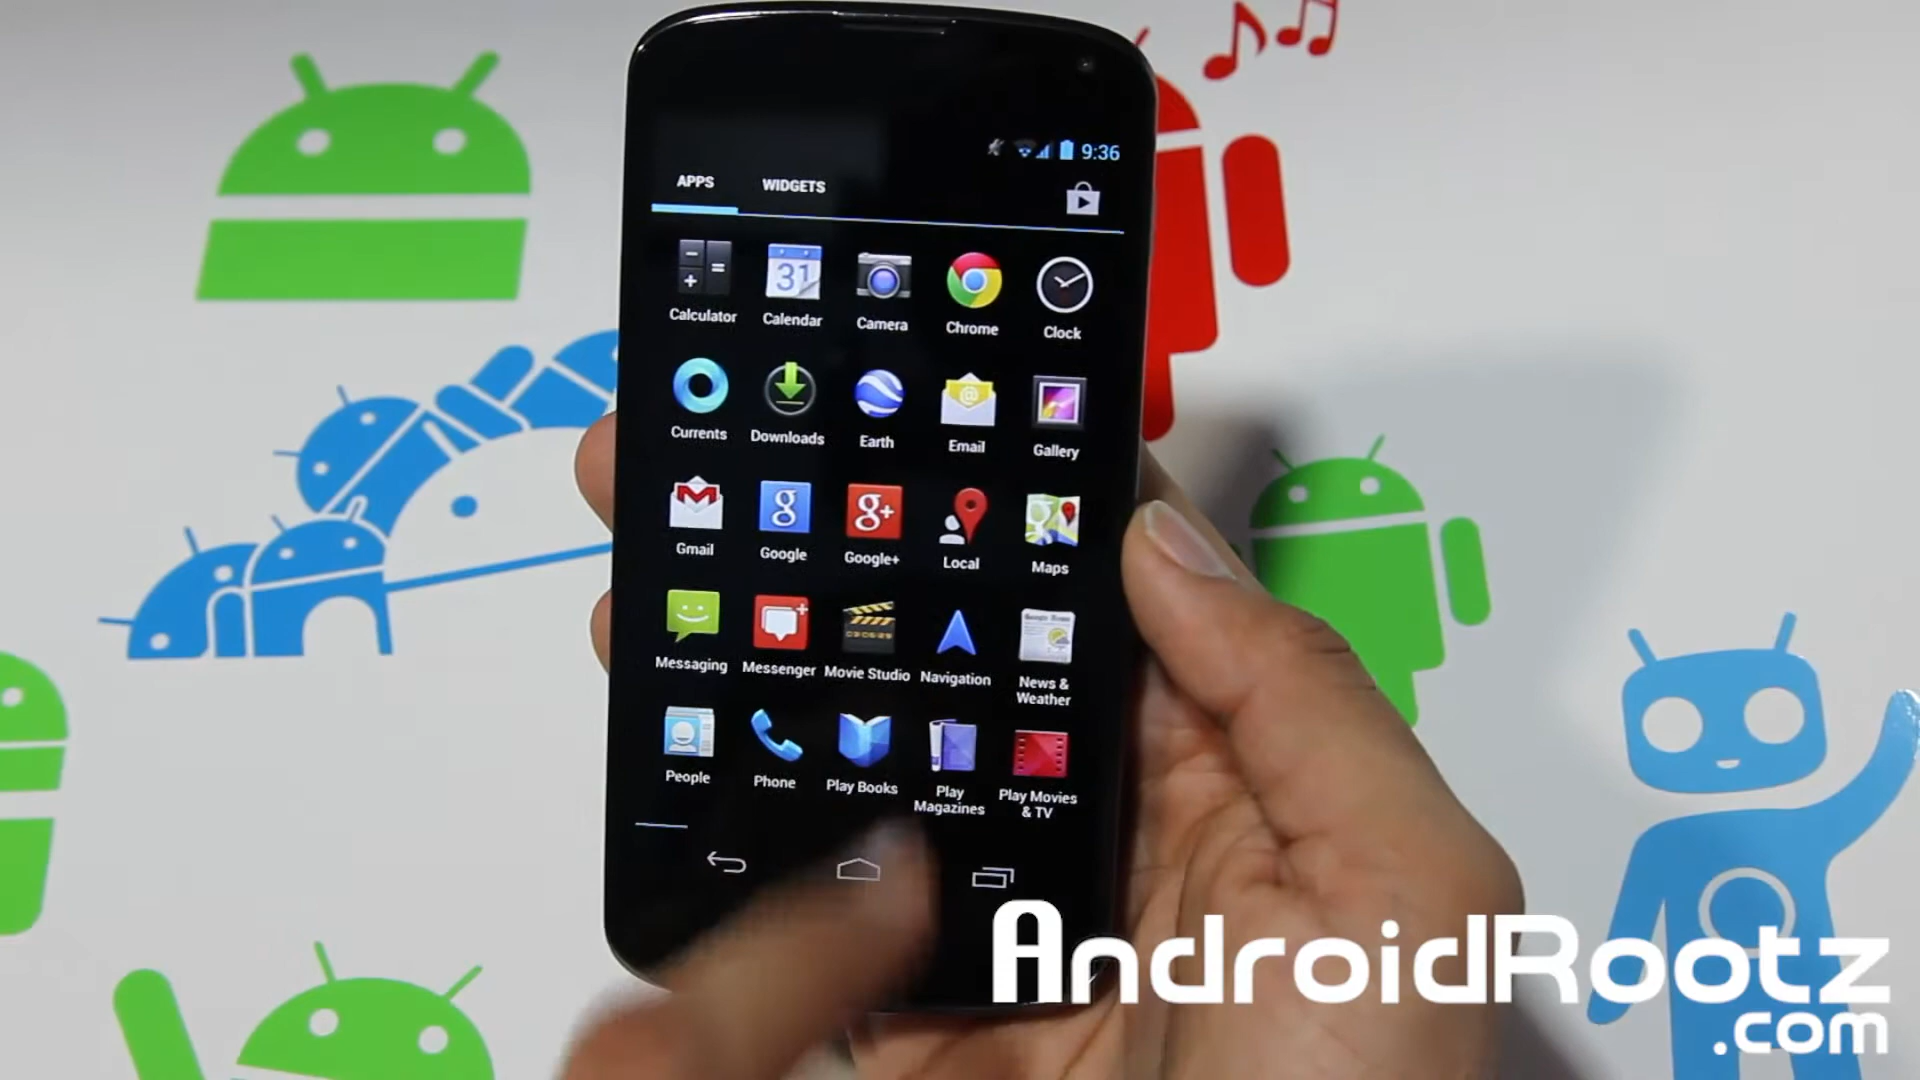 9:36
APPS WIDGETS
31
Calculator Calendar Camera Chrome Clock
Currents Downloads Earth Email Gallery
g g+
Gmail Google Google+ Local Maps
Messaging Messenger Movie Studio Navigation News &
Weather
People Phone Play Books Play
Magazines Play Movies
& TV
AndroidRootz
.com